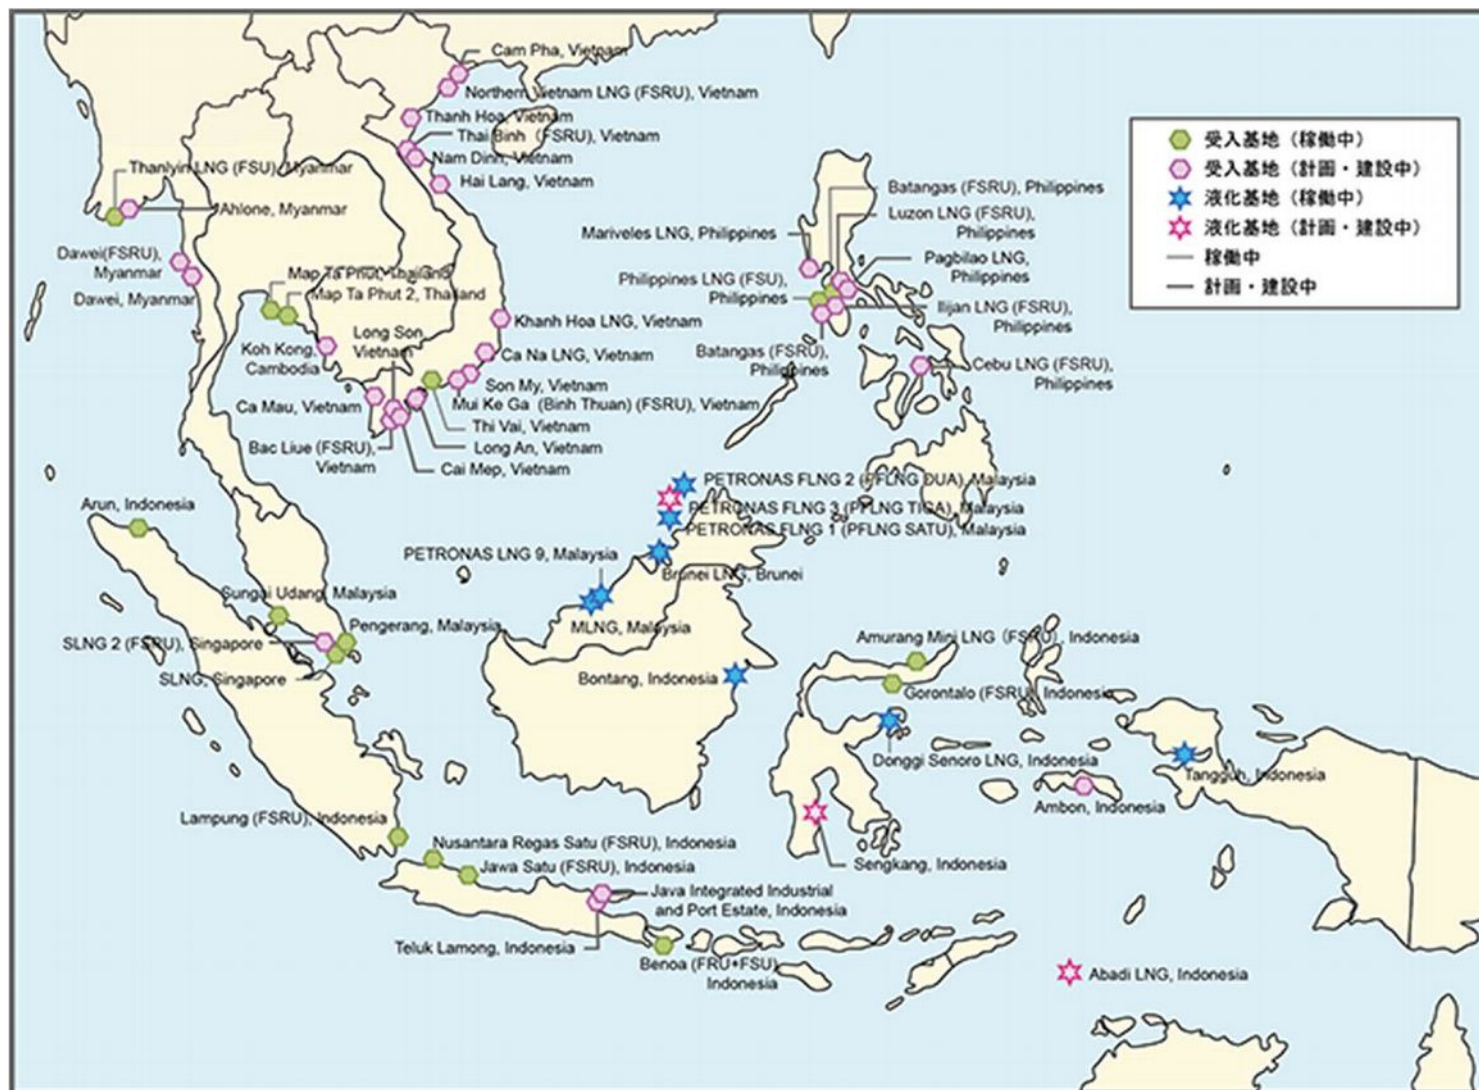 Cam Pha, Vietnam
Northern Vietnam LNG (FSRU), Vietnam
Thanh Hoa, Vietnam
Thai Binh (FSRU), Vietnam
Nam Dinh, Vietnam
Hai Lang, Vietnam
Thanlyin LNG (FSU), Myanmar
Ahlone, Myanmar
Dawei(FSRU),
Myanmar
Dawei, Myanmar
Map Ta Phut, Thailand
Map Ta Phut 2, Thailand
Koh Kong,
Cambodia
Long Son,
Vietnam
Khanh Hoa LNG, Vietnam
Ca Na LNG, Vietnam
Son My, Vietnam
Mui Ke Ga (Binh Thuan) (FSRU), Vietnam
Ca Mau, Vietnam
Thi Vai, Vietnam
Bac Liue (FSRU),
Vietnam
Long An, Vietnam
Cai Mep, Vietnam
受入基地（稼働中）
受入基地（計画・建設中）
液化基地（稼働中）
液化基地（計画・建設中）
稼働中
計画・建設中
Batangas (FSRU), Philippines
Luzon LNG (FSRU),
Philippines
Mariveles LNG, Philippines
Pagbilao LNG,
Philippines
Philippines LNG (FSU),
Philippines
Ilijan LNG (FSRU),
Philippines
Batangas (FSRU),
Philippines
Cebu LNG (FSRU),
Philippines
PETRONAS FLNG 2 (PFLNG DUA), Malaysia
PETRONAS FLNG 3 (PFLNG TIGA), Malaysia
PETRONAS FLNG 1 (PFLNG SATU), Malaysia
PETRONAS LNG 9, Malaysia
Brunei LNG, Brunei
MLNG, Malaysia
Arun, Indonesia
Sungai Udang, Malaysia
Pengerang, Malaysia
SLNG 2 (FSRU), Singapore
SLNG, Singapore
Bontang, Indonesia
Amurang Mini LNG (FSRU), Indonesia
Gorontalo (FSRU), Indonesia
Donggi Senoro LNG, Indonesia
Tangguh, Indonesia
Ambon, Indonesia
Lampung (FSRU), Indonesia
Nusantara Regas Satu (FSRU), Indonesia
Jawa Satu (FSRU), Indonesia
Sengkang, Indonesia
Java Integrated Industrial
and Port Estate, Indonesia
Teluk Lamong, Indonesia
Benoa (FRU+FSU)
Indonesia
Abadi LNG, Indonesia